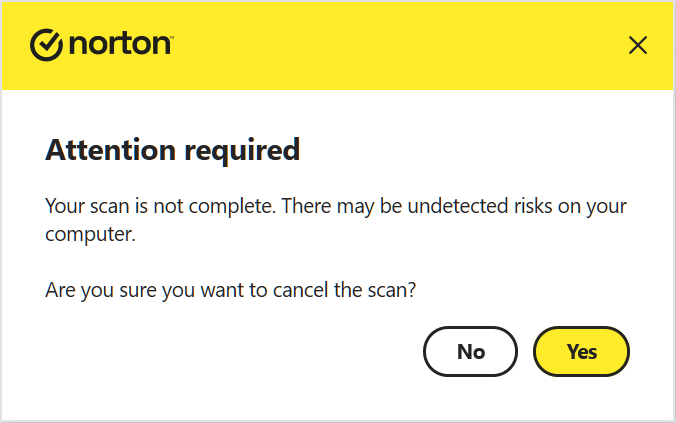 norton™
Attention required
Your scan is not complete. There may be undetected risks on your
computer.
Are you sure you want to cancel the scan?
No
Yes